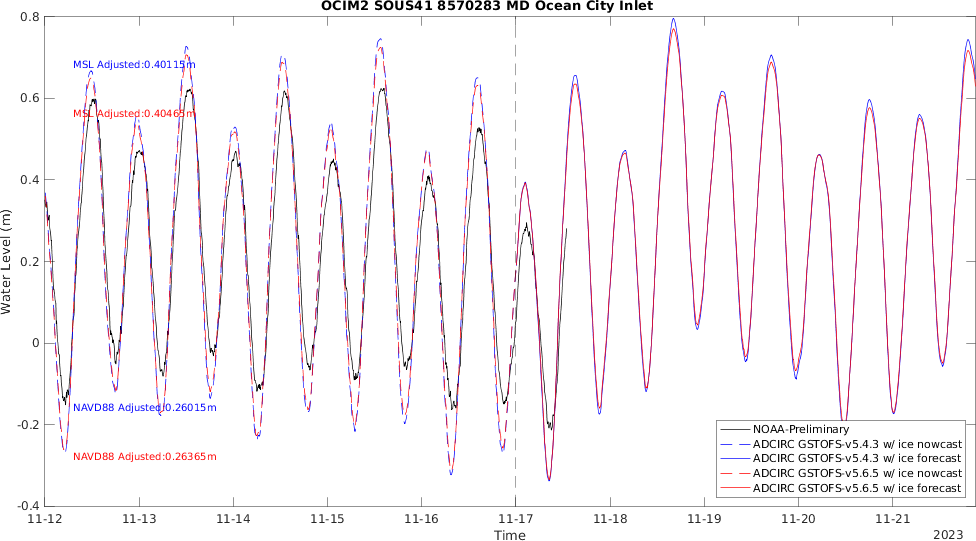 OCIM2 SOUS41 8570283 MD Ocean City Inlet
0.8
0.6
0.4
0.2
0
-0.2
-0.4
Water Level (m)
MSL Adjusted:0.40115m
MSL Adjusted:0.40465m
NAVD88 Adjusted:0.26015m
NAVD88 Adjusted:0.26365m
NOAA-Preliminary
ADCIRC GSTOFS-v5.4.3 w/ ice nowcast
ADCIRC GSTOFS-v5.4.3 w/ ice forecast
ADCIRC GSTOFS-v5.6.5 w/ ice nowcast
ADCIRC GSTOFS-v5.6.5 w/ ice forecast
11-12 11-13 11-14 11-15 11-16 11-17 11-18 11-19 11-20 11-21
Time
2023